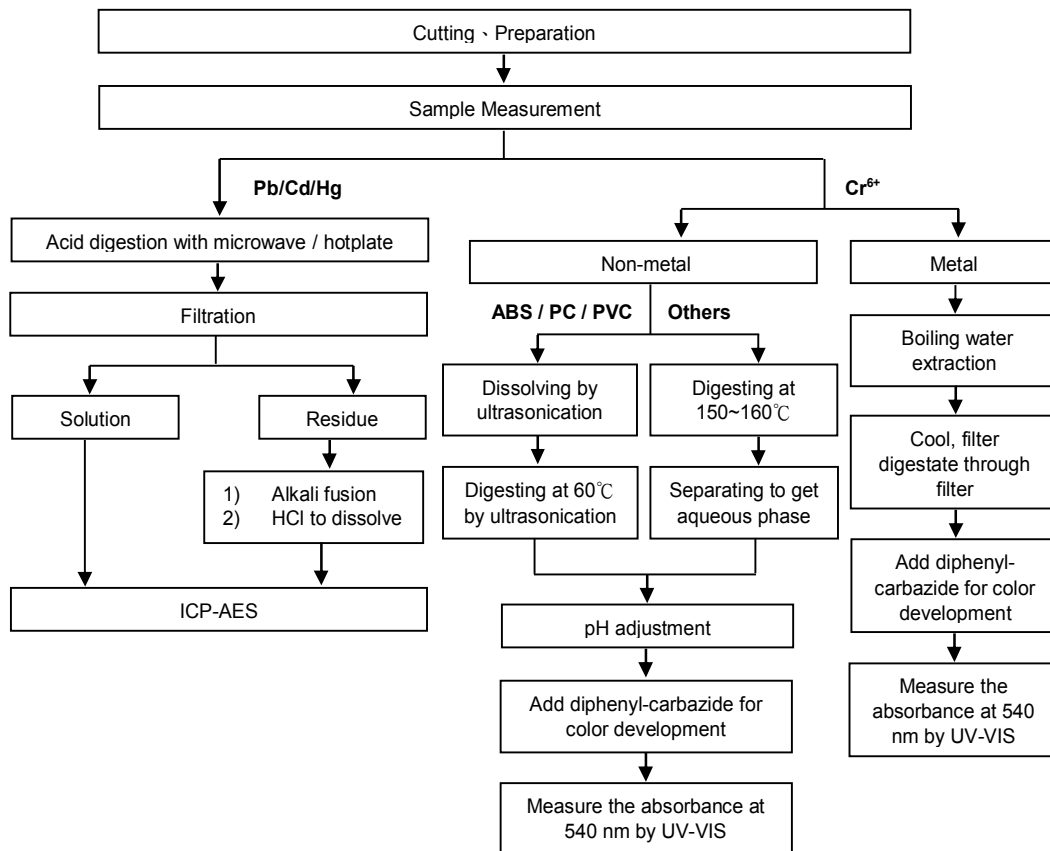 Cutting、Preparation
Sample Measurement
Pb/Cd/Hg
Cr⁶⁺
Acid digestion with microwave / hotplate
Non-metal
Metal
Filtration
ABS / PC / PVC
Others
Boiling water
extraction
Solution
Residue
Dissolving by
ultrasonication
Digesting at
150~160℃
Cool, filter
digestate through
filter
1) Alkali fusion
2) HCl to dissolve
Digesting at 60℃
by ultrasonication
Separating to get
aqueous phase
Add diphenyl-
carbazide for color
development
ICP-AES
pH adjustment
Measure the
absorbance at 540
nm by UV-VIS
Add diphenyl-carbazide for
color development
Measure the absorbance at
540 nm by UV-VIS